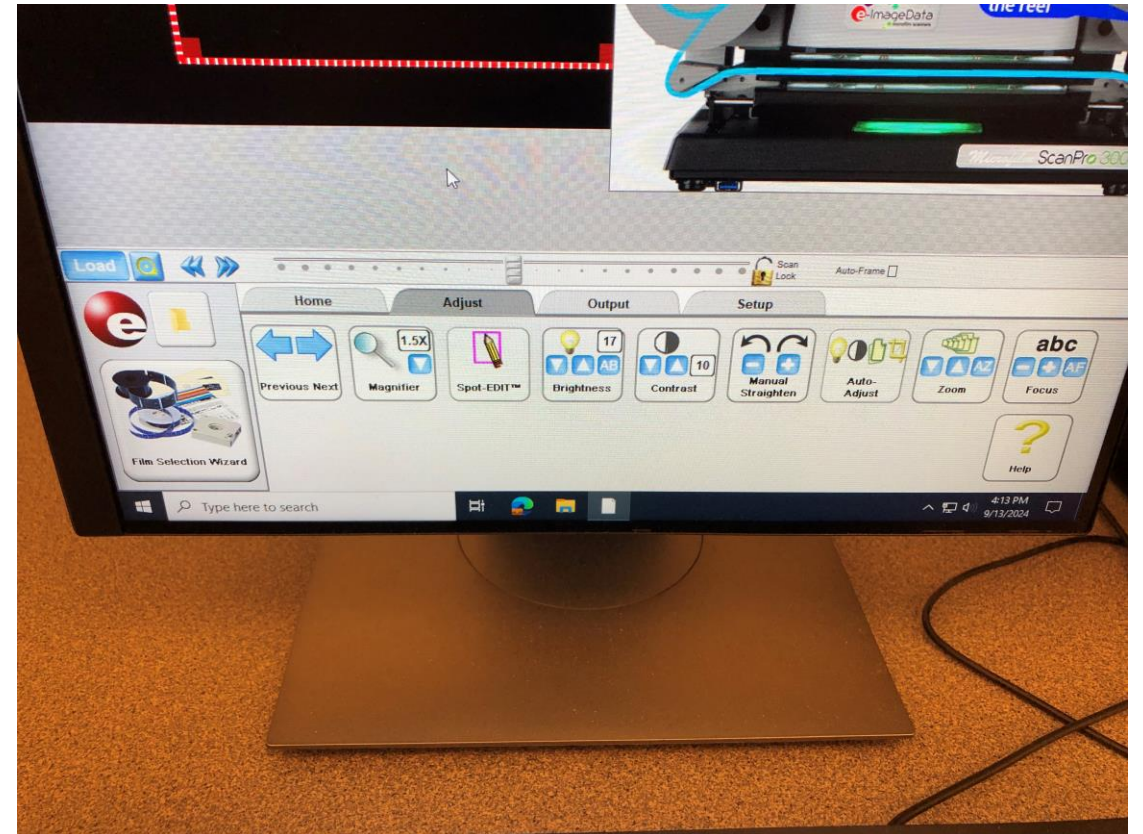 the reel
e-ImageData
Microfilm ScanPro 300
Load
Scan Lock
Auto-Frame
Home Adjust Output Setup
e
Previous Next
1.5X
Magnifier
Spot-EDIT™
17
AB
Brightness
10
Contrast
Manual
Straighten
Auto-
Adjust
AZ
Zoom
abc
AF
Focus
Film Selection Wizard
?
Help
Type here to search
4:13 PM
9/13/2024